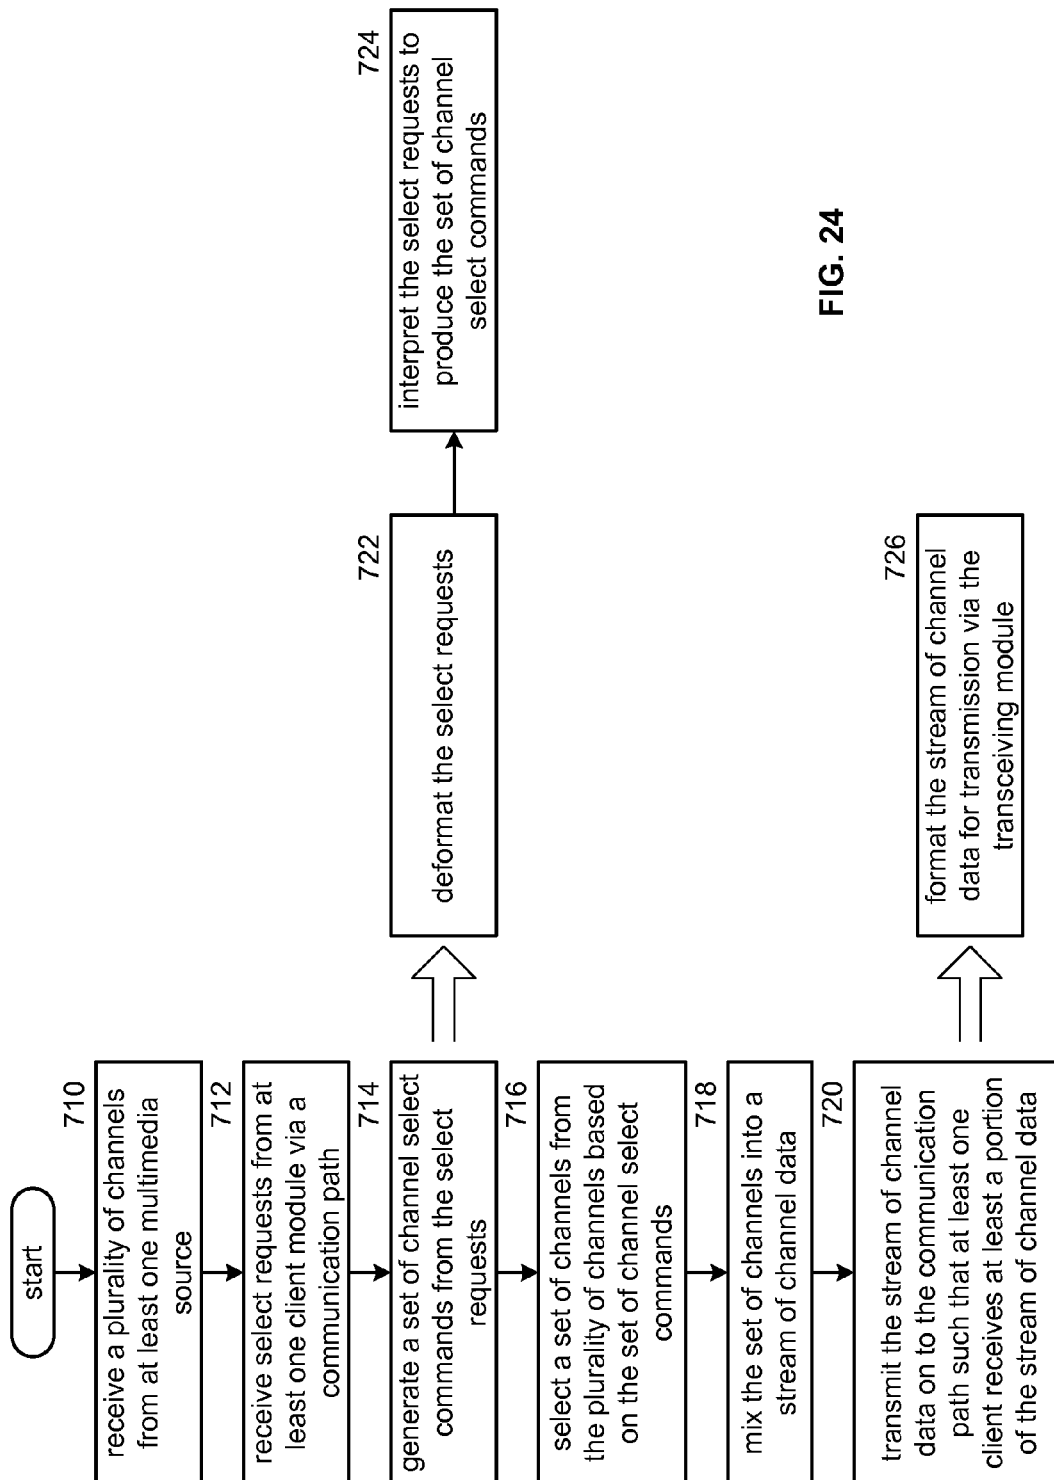 start
710
receive a plurality of channels
from at least one multimedia
source
712
receive select requests from at
least one client module via a
communication path
714
generate a set of channel select
commands from the select
requests
716
select a set of channels from
the plurality of channels based
on the set of channel select
commands
718
mix the set of channels into a
stream of channel data
720
transmit the stream of channel
data on to the communication
path such that at least one
client receives at least a portion
of the stream of channel data
722
deformat the select requests
724
interpret the select requests to
produce the set of channel
select commands
726
format the stream of channel
data for transmission via the
transceiving module
FIG. 24